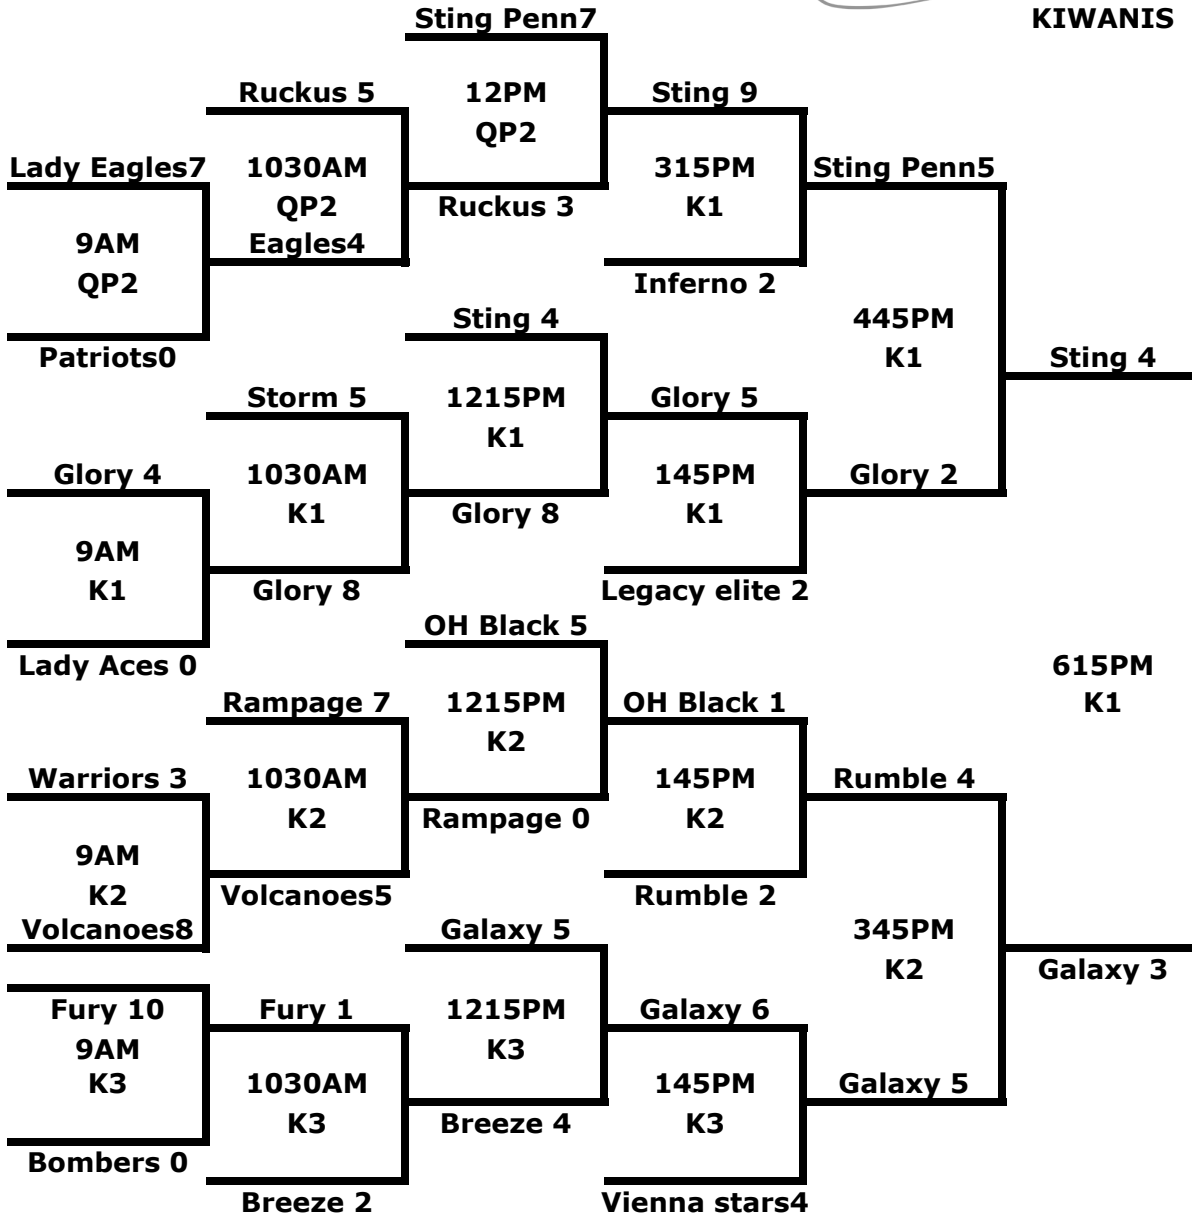 Sting Penn7
KIWANIS
Ruckus 5
12PM
QP2
Sting 9
Lady Eagles7
1030AM
QP2
Ruckus 3
315PM
K1
Sting Penn5
9AM
QP2
Eagles4
Inferno 2
Patriots0
Sting 4
445PM
K1
Sting 4
Storm 5
1215PM
K1
Glory 5
Glory 4
1030AM
K1
Glory 8
145PM
K1
Glory 2
9AM
K1
Glory 8
Legacy elite 2
Lady Aces 0
OH Black 5
615PM
K1
Rampage 7
1215PM
K2
OH Black 1
Warriors 3
1030AM
K2
Rampage 0
145PM
K2
Rumble 4
9AM
K2
Volcanoes5
Rumble 2
Volcanoes8
Galaxy 5
345PM
K2
Galaxy 3
Fury 10
9AM
K3
Fury 1
1215PM
K3
Galaxy 6
1030AM
K3
Breeze 4
145PM
K3
Galaxy 5
Bombers 0
Breeze 2
Vienna stars4